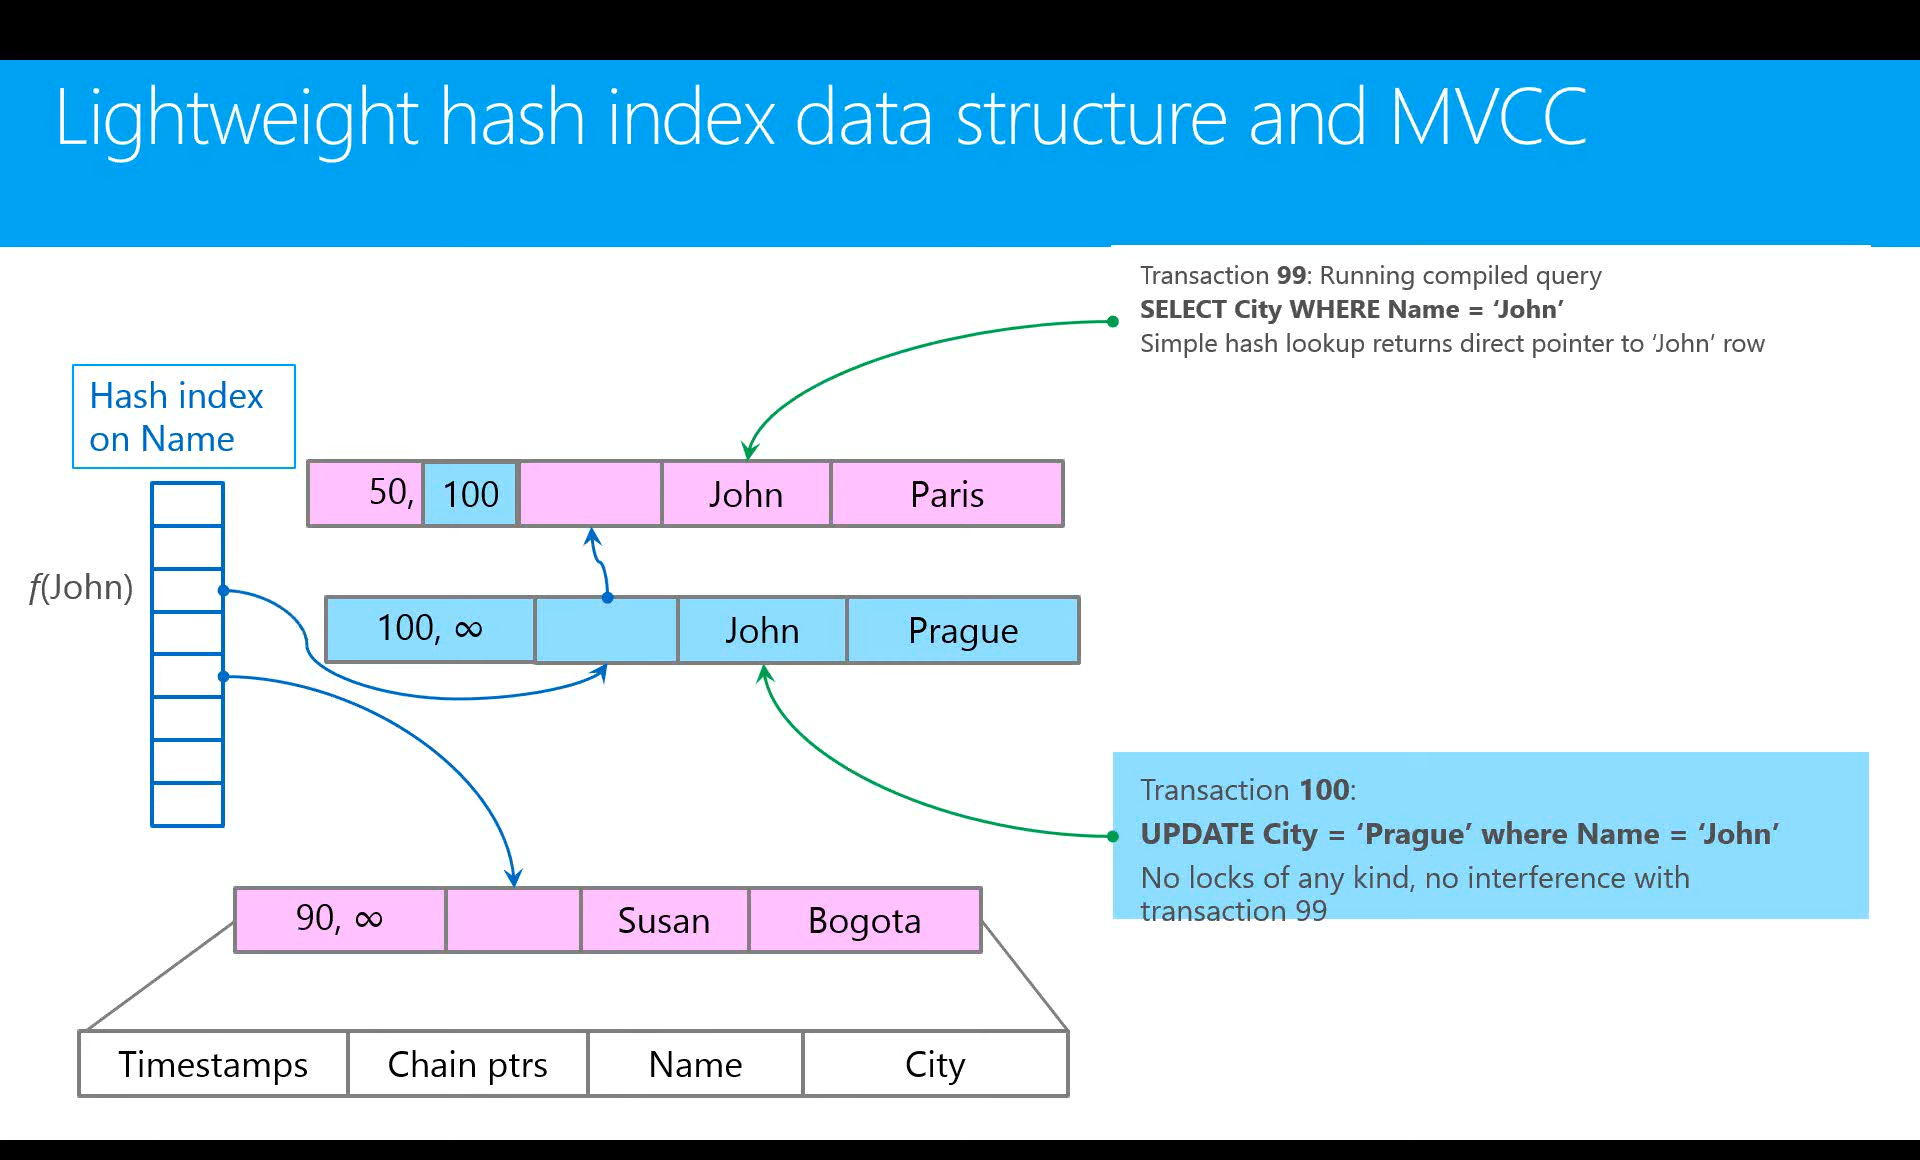 Lightweight hash index data structure and MVCC
Transaction 99: Running compiled query
SELECT City WHERE Name = ‘John’
Simple hash lookup returns direct pointer to ‘John’ row
Hash index
on Name
50, 100 John Paris
f(John)
100, ∞ John Prague
Transaction 100:
UPDATE City = ‘Prague’ where Name = ‘John’
No locks of any kind, no interference with
transaction 99
90, ∞ Susan Bogota
Timestamps Chain ptrs Name City